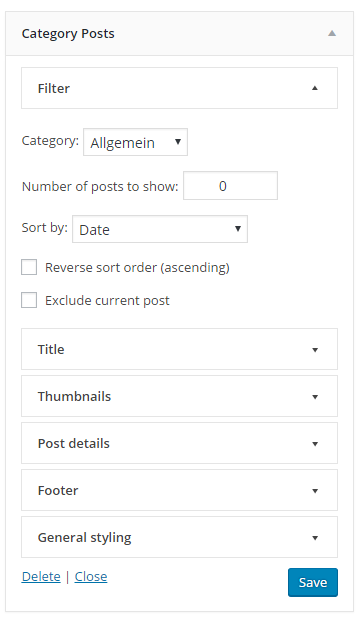 Category Posts
Filter
Category: Allgemein
Number of posts to show: 0
Sort by: Date
Reverse sort order (ascending)
Exclude current post
Title
Thumbnails
Post details
Footer
General styling
Delete | Close Save